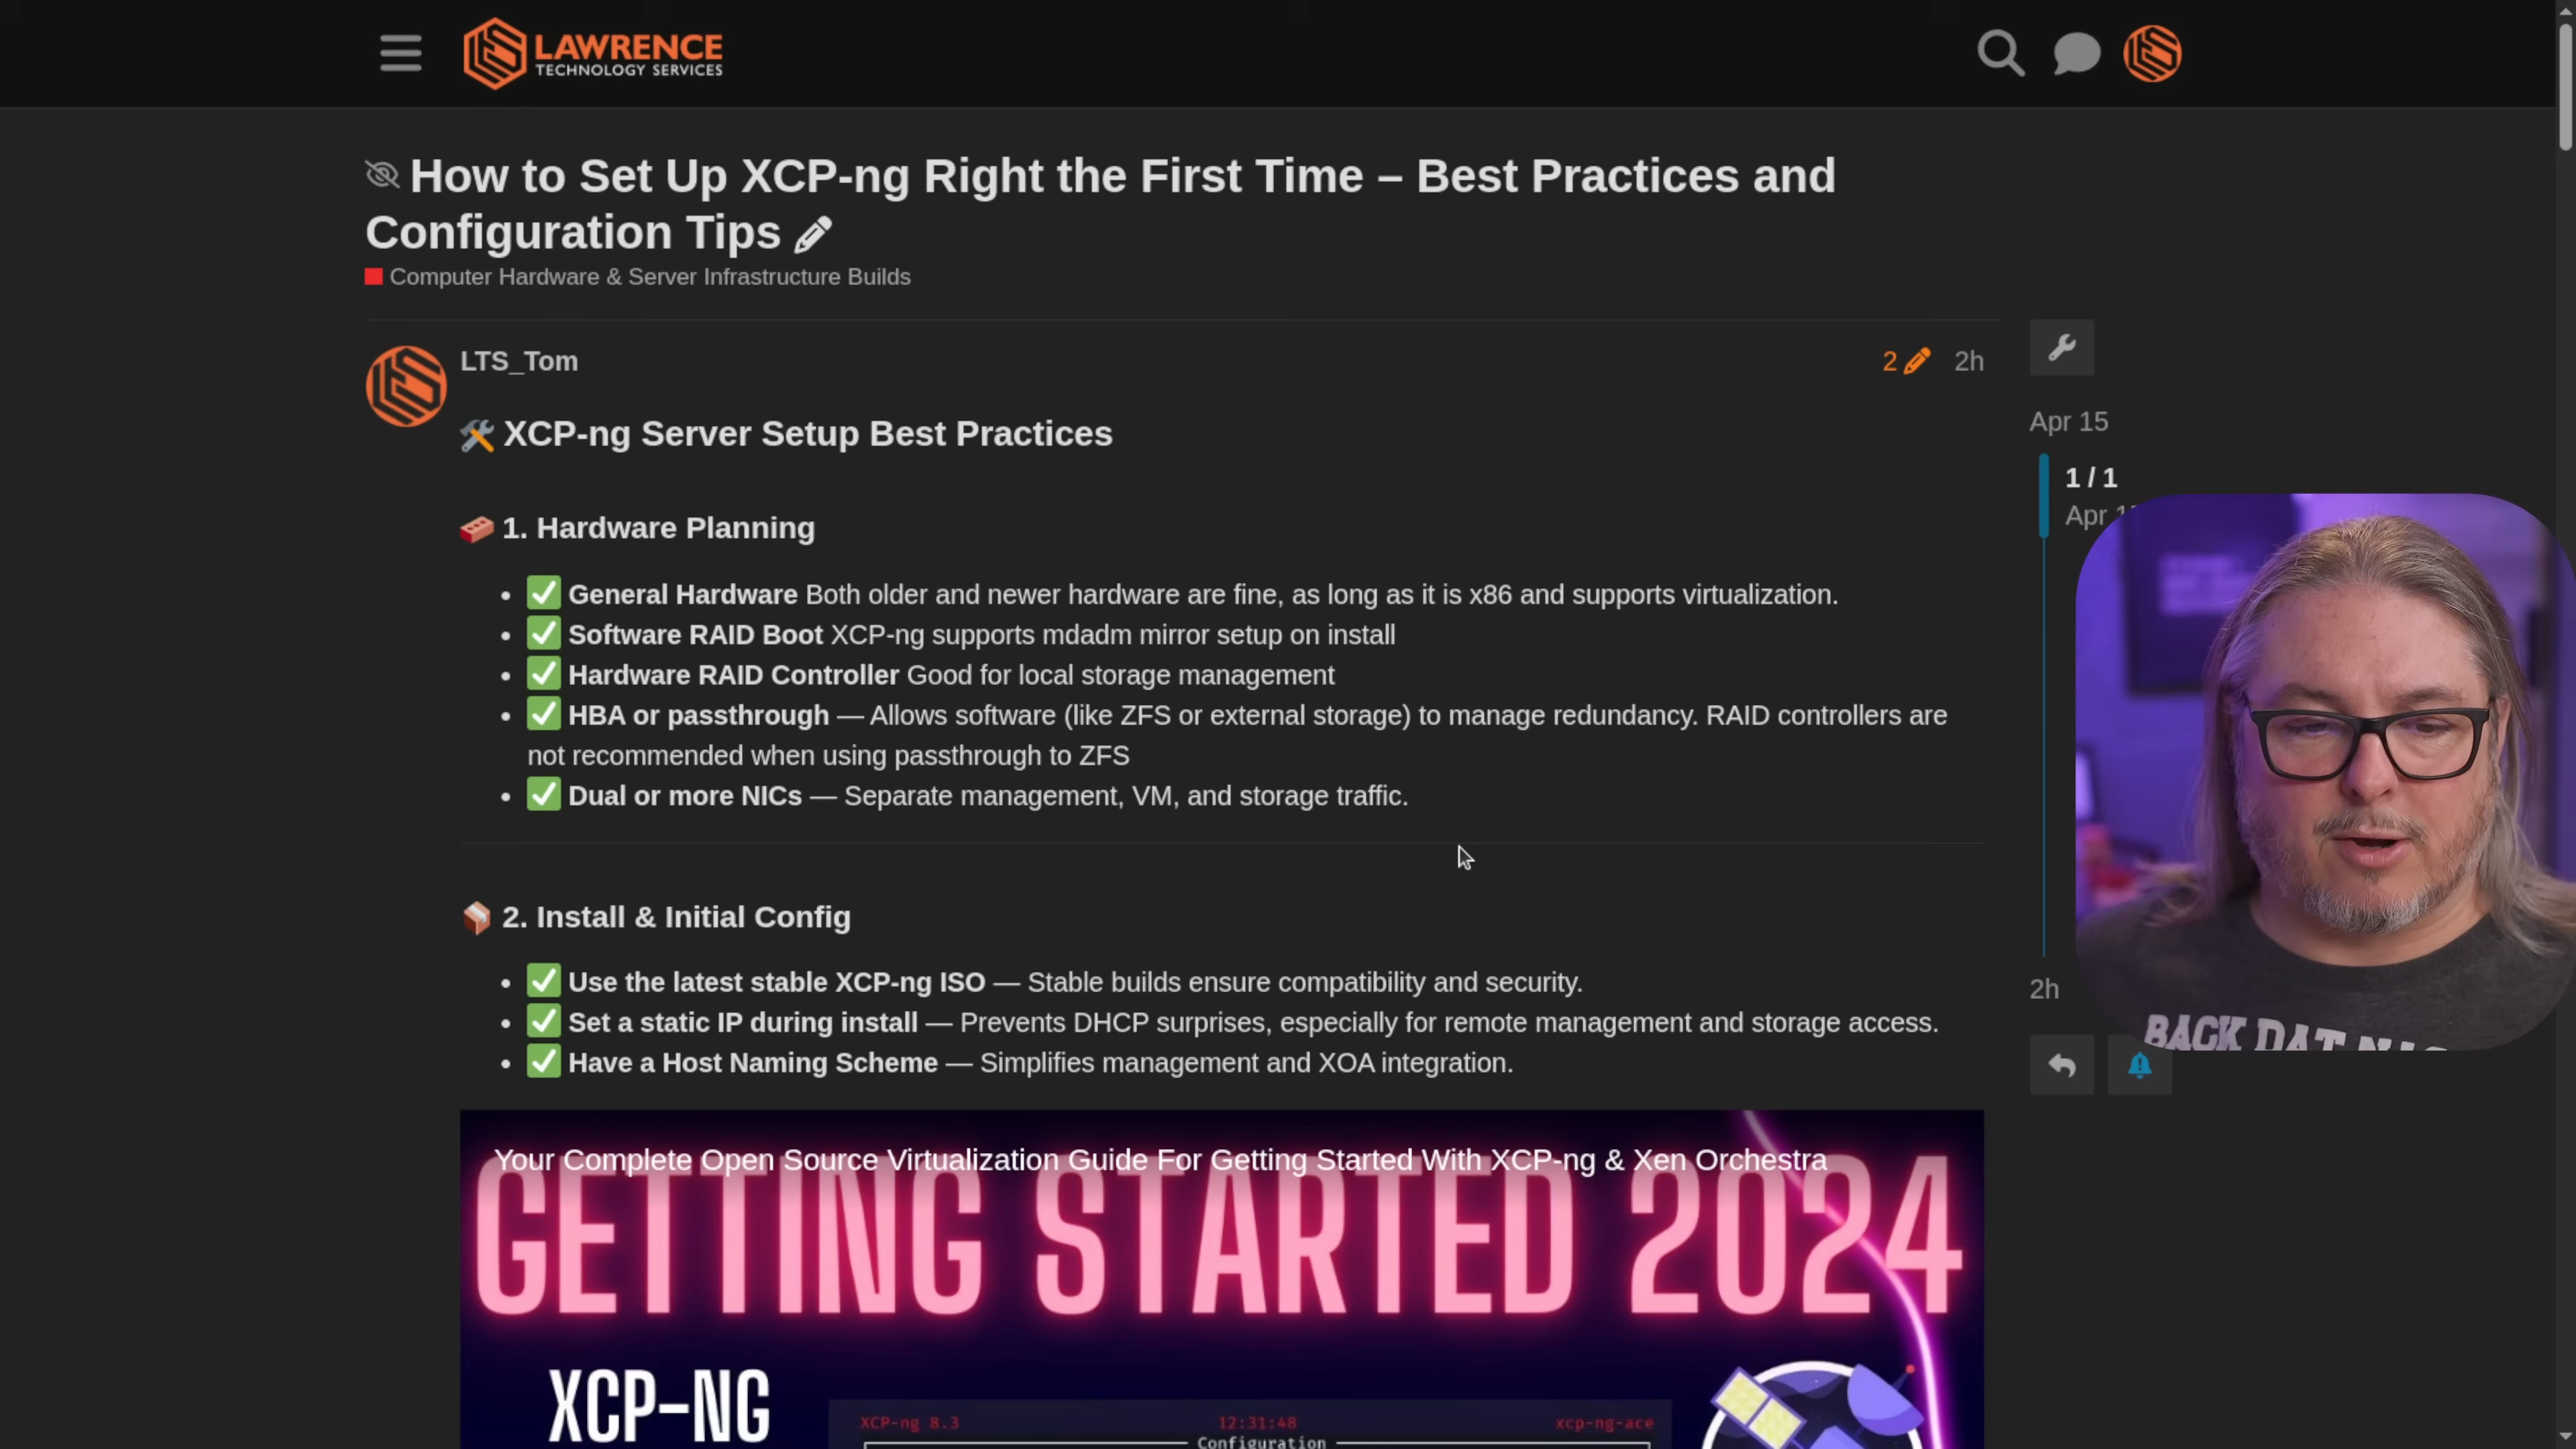 LAWRENCE
TECHNOLOGY SERVICES
How to Set Up XCP-ng Right the First Time – Best Practices and
Configuration Tips
Computer Hardware & Server Infrastructure Builds
LTS_Tom
2
2h
XCP-ng Server Setup Best Practices
1. Hardware Planning
General Hardware Both older and newer hardware are fine, as long as it is x86 and supports virtualization.
Software RAID Boot XCP-ng supports mdadm mirror setup on install
Hardware RAID Controller Good for local storage management
HBA or passthrough — Allows software (like ZFS or external storage) to manage redundancy. RAID controllers are
not recommended when using passthrough to ZFS
Dual or more NICs — Separate management, VM, and storage traffic.
2. Install & Initial Config
Use the latest stable XCP-ng ISO — Stable builds ensure compatibility and security.
Set a static IP during install — Prevents DHCP surprises, especially for remote management and storage access.
Have a Host Naming Scheme — Simplifies management and XOA integration.
Your Complete Open Source Virtualization Guide For Getting Started With XCP-ng & Xen Orchestra
GETTING STARTED 2024
XCP-NG
XCP-ng 8.3
12:31:48
xcp-ng-ace
Configuration
Apr 15
1 / 1
Apr
2h
BACK DAT